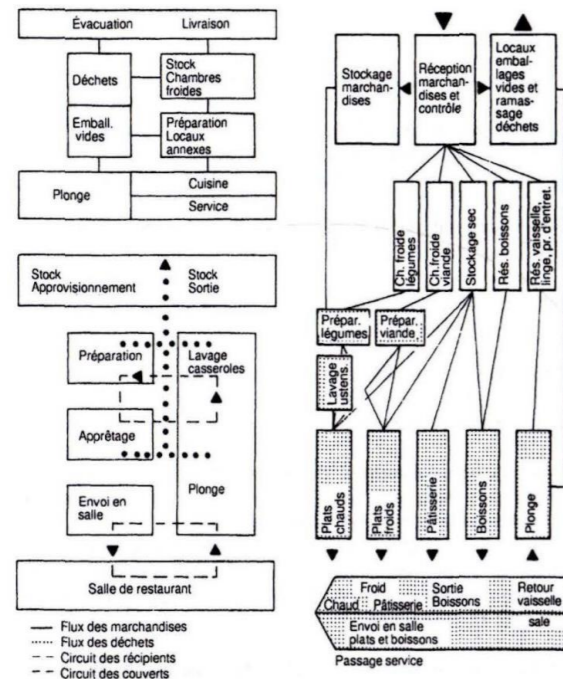 Évacuation
Livraison
Déchets
Stock
Chambres
froides
Emball.
vides
Préparation
Locaux
annexes
Plonge
Cuisine
Service
Stock
Approvisionnement
Stock
Sortie
Préparation
Lavage
casseroles
Apprêtage
Envoi en
salle
Plonge
Salle de restaurant
Flux des marchandises
Flux des déchets
Circuit des récipients
Circuit des couverts
Stockage
marchan-
dises
Réception
marchan-
dises et
contrôle
Locaux
embal-
lages
vides et
ramas-
sage
déchets
Ch. froide
légumes
Ch. froide
viande
Stockage sec
Rés. boissons
Rés. vaisselle,
linge, pr. d'entret.
Prépar.
légumes
Prépar.
viande
Lavage
ustens.
Plats
chauds
Plats
froids
Pâtisserie
Boissons
Plonge
Froid
Chaud
Pâtisserie
Sortie
Boissons
Retour
vaisselle
sale
Envoi en salle
plats et boissons
Passage service